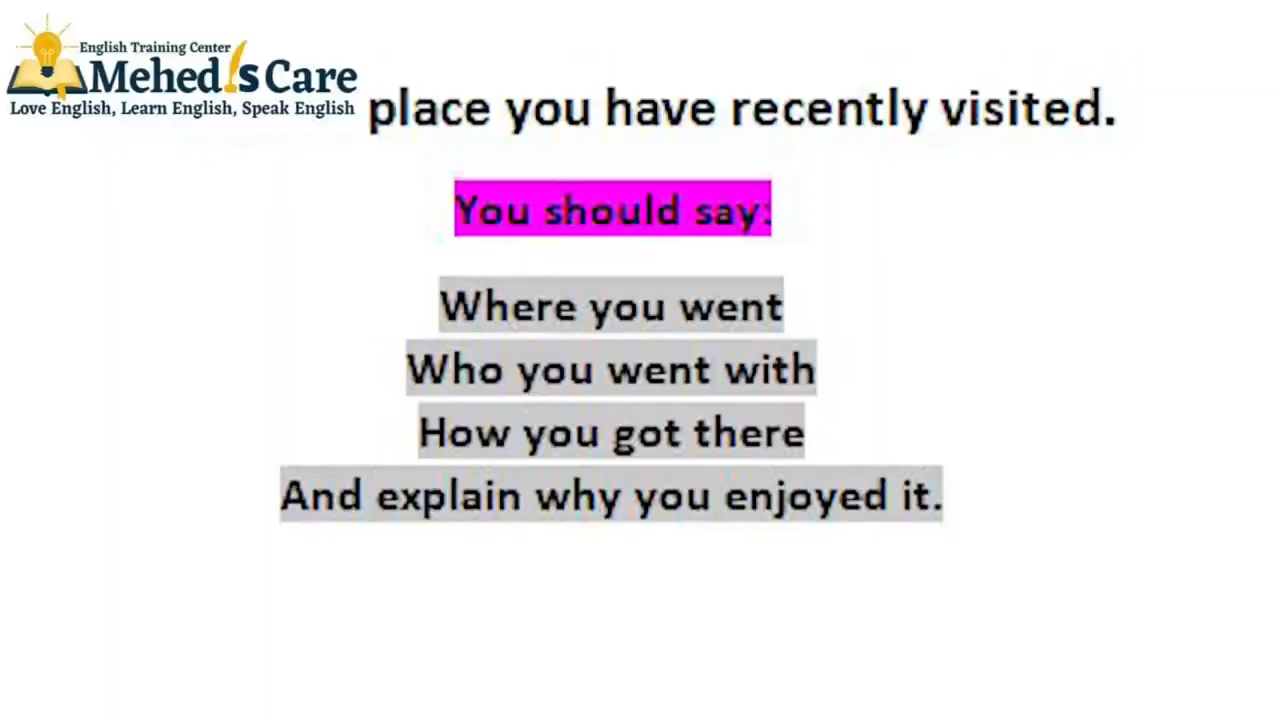 English Training Center
Mehedi's Care
Love English, Learn English, Speak English
place you have recently visited.
You should say:
Where you went
Who you went with
How you got there
And explain why you enjoyed it.